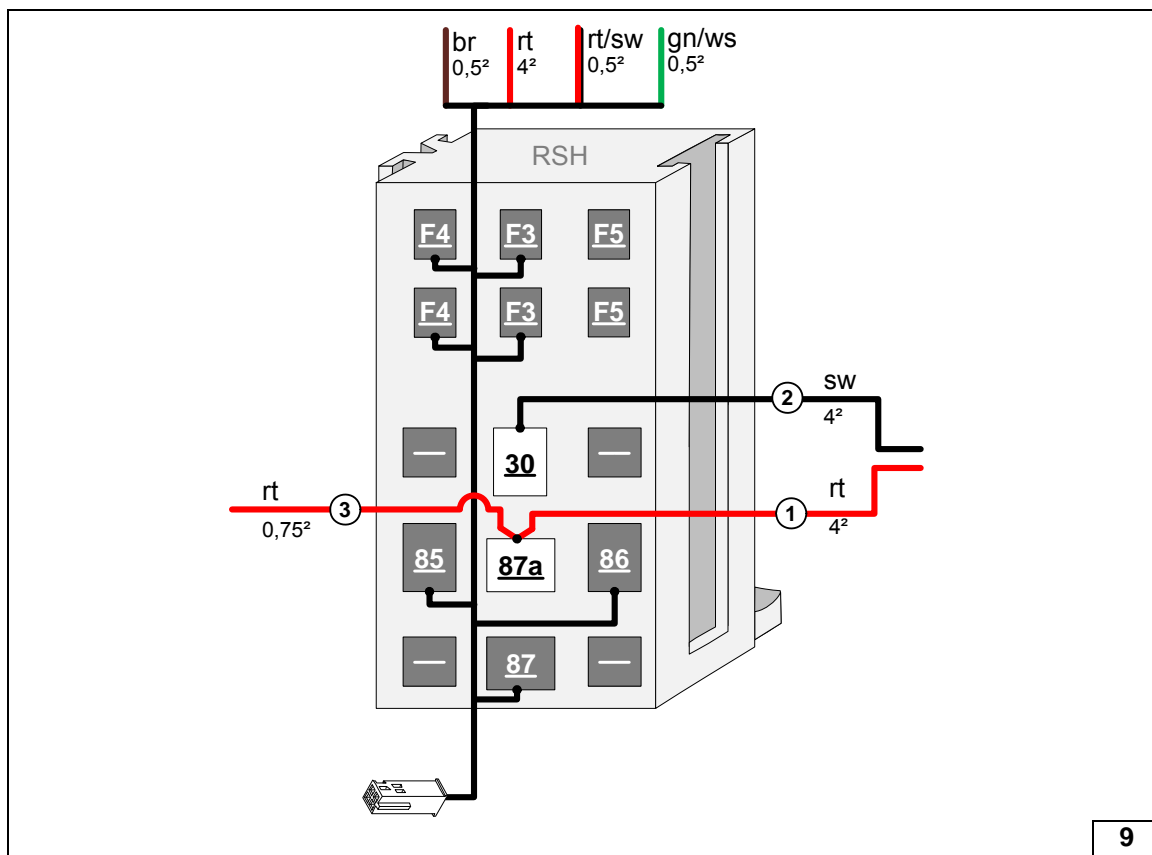 br rt rt/sw gn/ws
0,5² 4² 0,5² 0,5²
RSH
F4 F3 F5
F4 F3 F5
2 sw
4²
— 30 —
rt 3 1 rt
0,75² 4²
85 87a 86
— 87 —
9